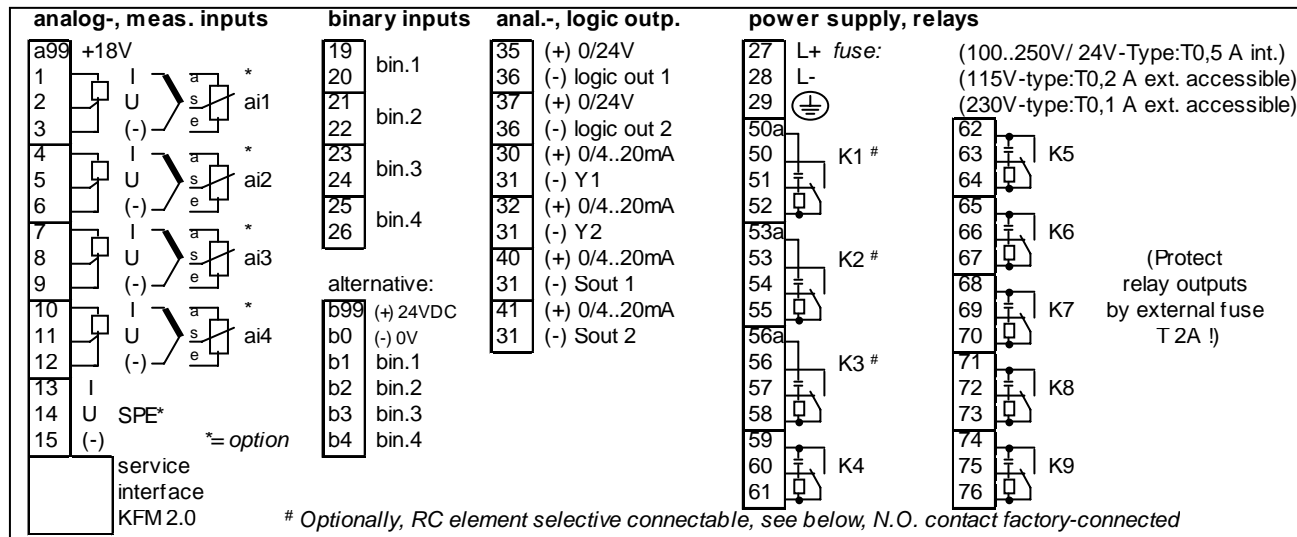 analog-, meas. inputs
a99 +18V
1 I a *
2 U s ai1
3 (-) e
4 I a *
5 U s ai2
6 (-) e
7 I a *
8 U s ai3
9 (-) e
10 I a *
11 U s ai4
12 (-) e
13 I
14 U SPE*
15 (-) *= option
service
interface
KFM 2.0
binary inputs
19
20 bin.1
21
22 bin.2
23
24 bin.3
25
26 bin.4
alternative:
b99 (+) 24VDC
b0 (-) 0V
b1 bin.1
b2 bin.2
b3 bin.3
b4 bin.4
anal.-, logic outp.
35 (+) 0/24V
36 (-) logic out 1
37 (+) 0/24V
36 (-) logic out 2
30 (+) 0/4..20mA
31 (-) Y1
32 (+) 0/4..20mA
31 (-) Y2
40 (+) 0/4..20mA
31 (-) Sout 1
41 (+) 0/4..20mA
31 (-) Sout 2
power supply, relays
27 L+ fuse: (100..250V/ 24V-Type:T0,5 A int.)
28 L- (115V-type:T0,2 A ext. accessible)
29 (230V-type:T0,1 A ext. accessible)
50a
50 K1 #
51
52
53a
53 K2 #
54
55
56a
56 K3 #
57
58
59
60 K4
61
62
63 K5
64
65
66 K6
67
68
69 K7
70
71
72 K8
73
74
75 K9
76
(Protect
relay outputs
by external fuse
T 2A !)
# Optionally, RC element selective connectable, see below, N.O. contact factory-connected